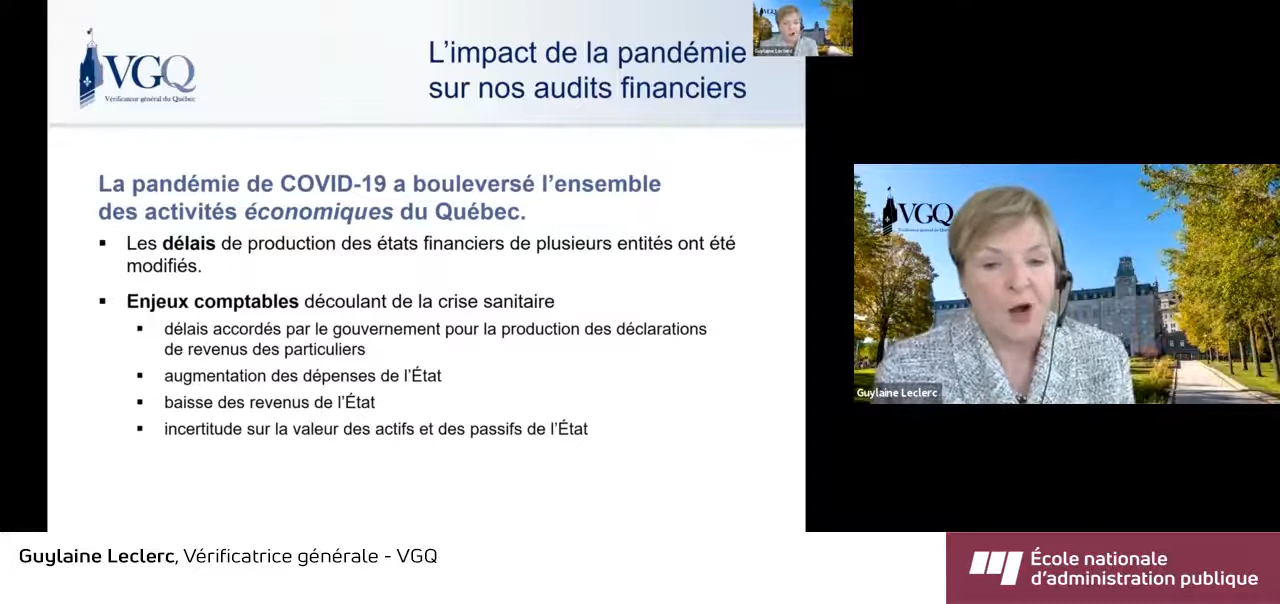 VGQ
Vérificateur général du Québec
L’impact de la pandémie
sur nos audits financiers
La pandémie de COVID-19 a bouleversé l’ensemble
des activités économiques du Québec.
▪ Les délais de production des états financiers de plusieurs entités ont été
modifiés.
▪ Enjeux comptables découlant de la crise sanitaire
▪ délais accordés par le gouvernement pour la production des déclarations
de revenus des particuliers
▪ augmentation des dépenses de l’État
▪ baisse des revenus de l’État
▪ incertitude sur la valeur des actifs et des passifs de l’État
VGQ
Guylaine Leclerc
VGQ
Guylaine Leclerc
Guylaine Leclerc, Vérificatrice générale - VGQ
École nationale
d’administration publique